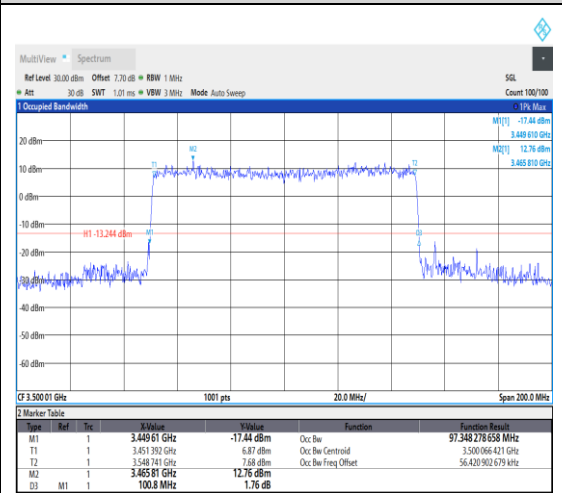 MultiView Spectrum
Ref Level 30.00 dBm Offset 7.70 dB RBW 1 MHz SGL
Att 30 dB SWT 1.01 ms VBW 3 MHz Mode Auto Sweep Count 100/100
1 Occupied Bandwidth 1Pk Max
M1[1] -17.44 dBm
3.449 610 GHz
M2[1] 12.76 dBm
3.465 810 GHz
20 dBm
M2
T1
T2
10 dBm
0 dBm
-10 dBm
H1 -13.244 dBm
M1
D3
-20 dBm
-30 dBm
-40 dBm
-50 dBm
-60 dBm
CF 3.500 01 GHz 1001 pts 20.0 MHz/ Span 200.0 MHz
2 Marker Table
Type Ref Trc X-Value Y-Value Function Function Result
M1 1 3.449 61 GHz -17.44 dBm Occ Bw 97.348 278 658 MHz
T1 1 3.451 392 GHz 6.87 dBm Occ Bw Centroid 3.500 066 421 GHz
T2 1 3.548 741 GHz 7.68 dBm Occ Bw Freq Offset 56.420 902 679 kHz
M2 1 3.465 81 GHz 12.76 dBm
D3 M1 1 100.8 MHz 1.76 dB